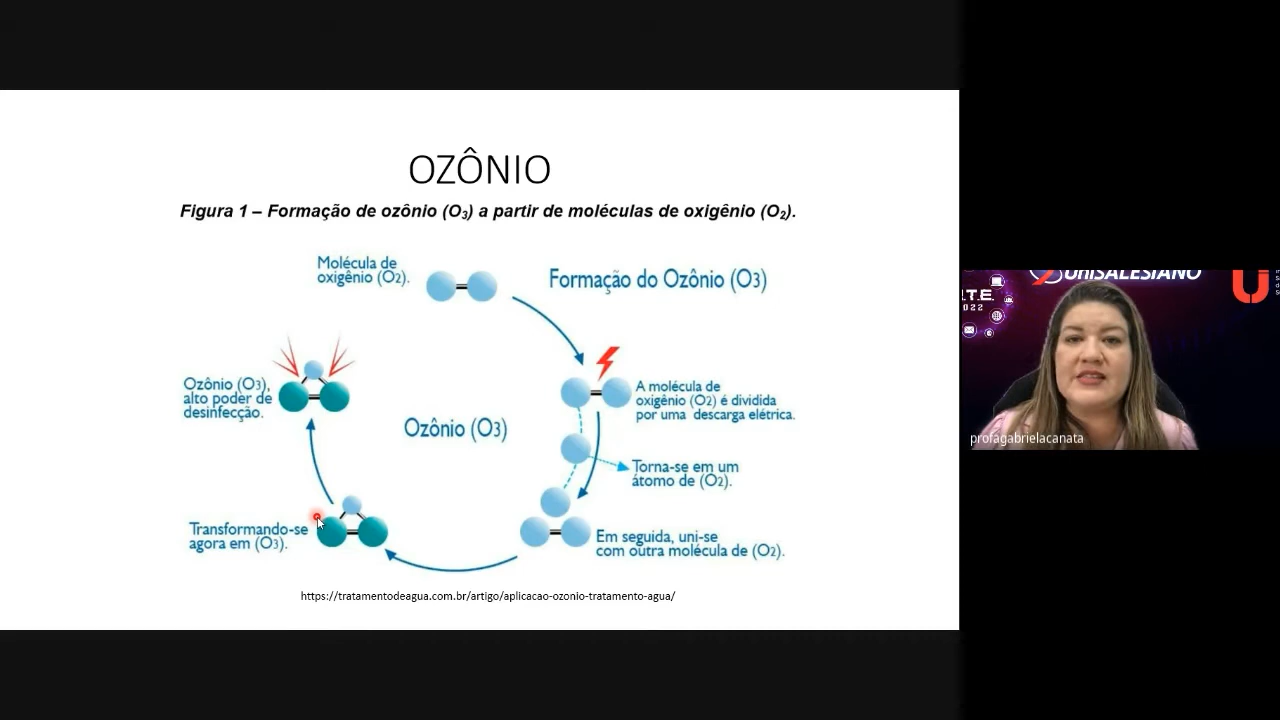 OZÔNIO
Figura 1 – Formação de ozônio (O₃) a partir de moléculas de oxigênio (O₂).
Molécula de
oxigênio (O2).
Formação do Ozônio (O3)
A molécula de
oxigênio (O2) é dividida
por uma descarga elétrica.
Torna-se em um
átomo de (O2).
Em seguida, uni-se
com outra molécula de (O2).
Transformando-se
agora em (O3).
Ozônio (O3),
alto poder de
desinfecção.
Ozônio (O3)
https://tratamentodeagua.com.br/artigo/aplicacao-ozonio-tratamento-agua/
UNISALESIANO
I.T.E.
022
profagabrielacanata